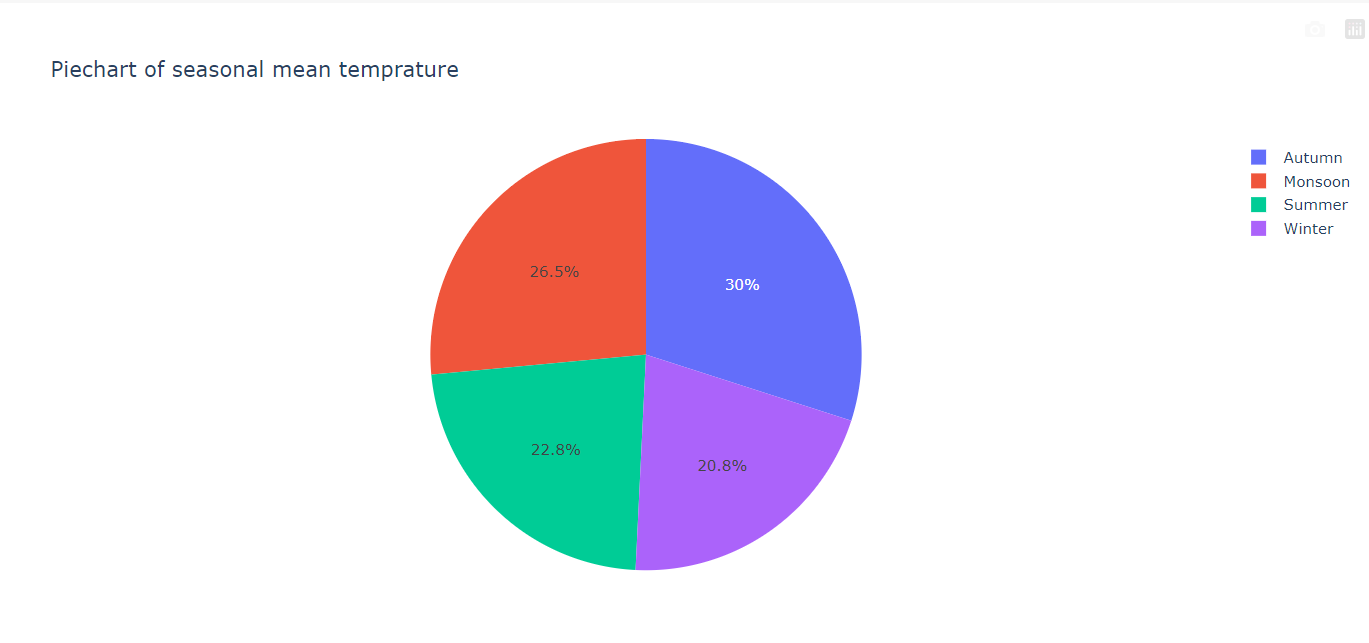 Piechart of seasonal mean temprature
Autumn
Monsoon
Summer
Winter
26.5%
30%
22.8%
20.8%